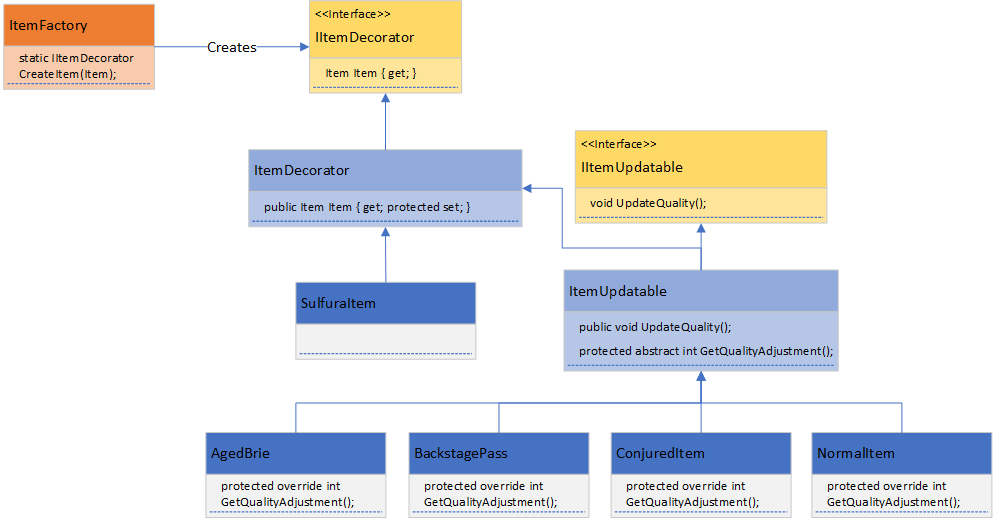 ItemFactory
static IItemDecorator
CreateItem(Item);
Creates
<<Interface>>
IItemDecorator
Item Item { get; }
ItemDecorator
public Item Item { get; protected set; }
<<Interface>>
IItemUpdatable
void UpdateQuality();
SulfuraItem
ItemUpdatable
public void UpdateQuality();
protected abstract int GetQualityAdjustment();
AgedBrie
protected override int
GetQualityAdjustment();
BackstagePass
protected override int
GetQualityAdjustment();
ConjuredItem
protected override int
GetQualityAdjustment();
NormalItem
protected override int
GetQualityAdjustment();